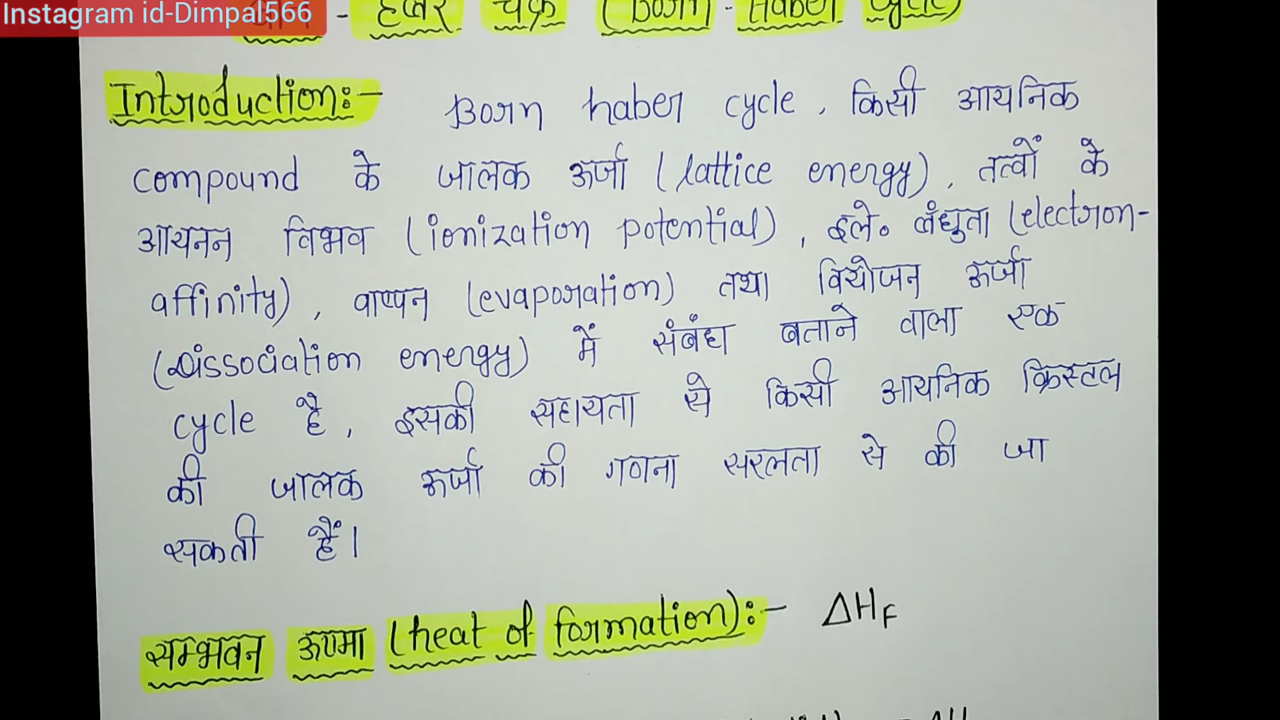 Instagram id-Dimpal566
- हेबर चक्र (Born - Haber cycle)
Introduction:- Born haber cycle, किसी आयनिक
compound के जालक ऊर्जा (lattice energy), तत्वों के
आयनन विभव (ionization potential), इले० बंधुता (electron-
affinity), वाष्पन (evaporation) तथा वियोजन ऊर्जा
(Dissociation energy) में संबंध बताने वाला एक
cycle है, इसकी सहायता से किसी आयनिक क्रिस्टल
की जालक ऊर्जा की गणना सरलता से की जा
सकती हैं।
सम्भवन ऊष्मा (heat of formation):- ΔHF